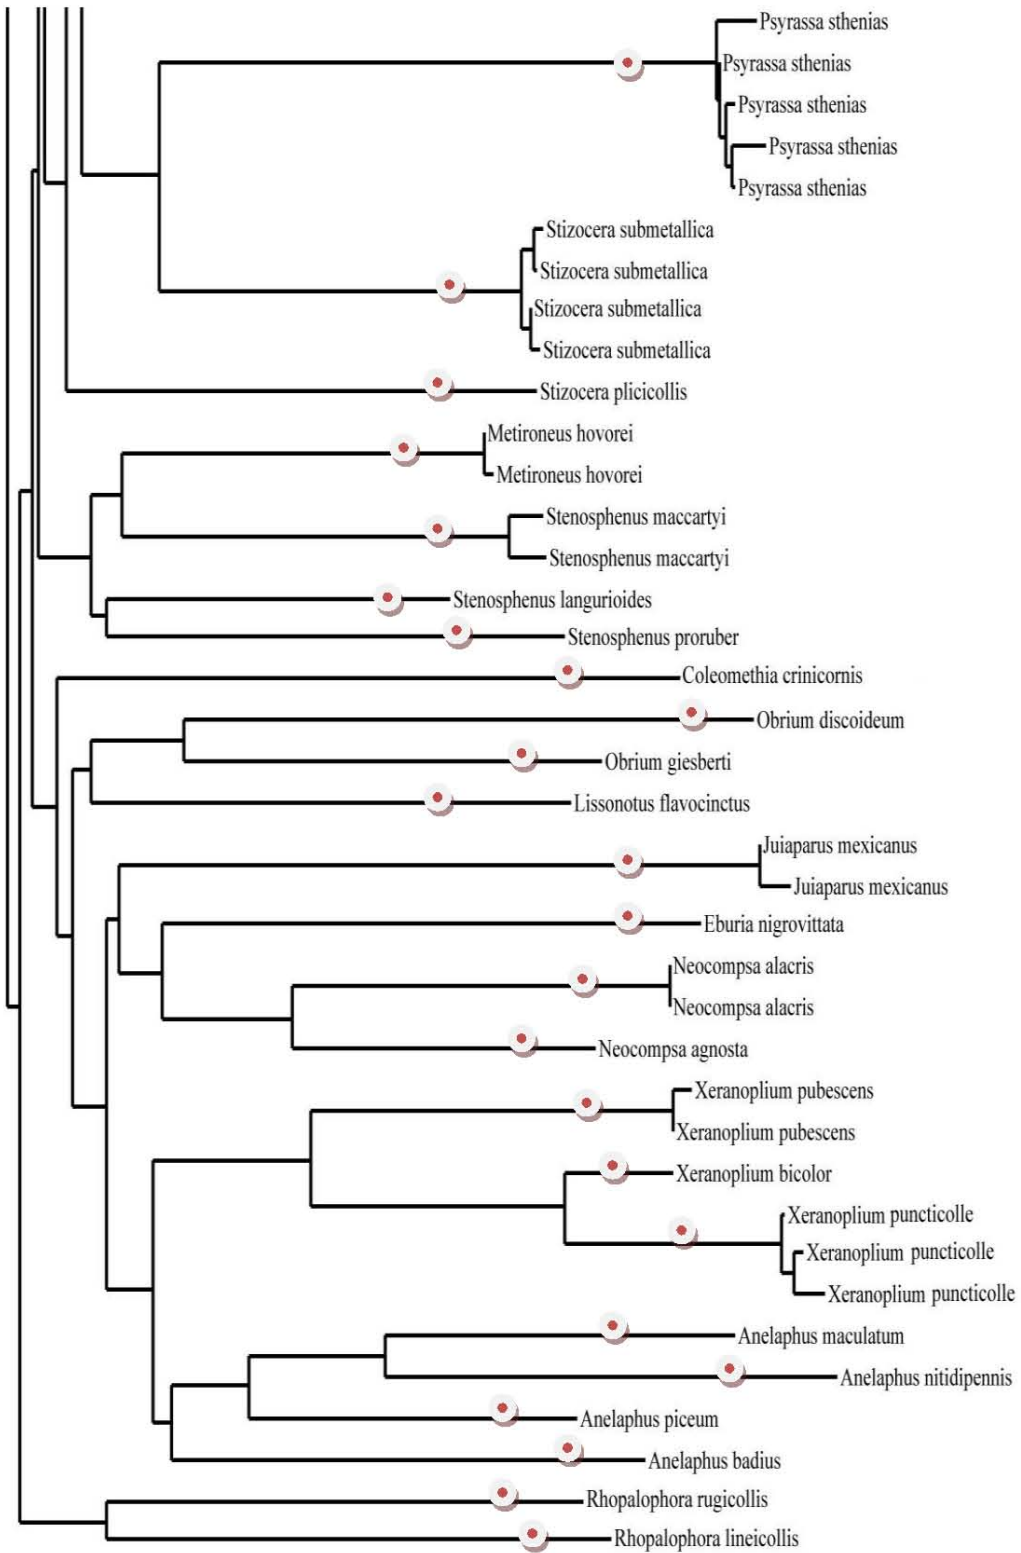 Psyrassa sthenias
Psyrassa sthenias
Psyrassa sthenias
Psyrassa sthenias
Psyrassa sthenias
Stizocera submetallica
Stizocera submetallica
Stizocera submetallica
Stizocera submetallica
Stizocera plicicollis
Metironeus hovorei
Metironeus hovorei
Stenosphenus maccartyi
Stenosphenus maccartyi
Stenosphenus langurioides
Stenosphenus proruber
Coleomethia crinicornis
Obrium discoideum
Obrium giesberti
Lissonotus flavocinctus
Juiaparus mexicanus
Juiaparus mexicanus
Eburia nigrovittata
Neocompsa alacris
Neocompsa alacris
Neocompsa agnosta
Xeranoplium pubescens
Xeranoplium pubescens
Xeranoplium bicolor
Xeranoplium puncticolle
Xeranoplium puncticolle
Xeranoplium puncticolle
Anelaphus maculatum
Anelaphus nitidipennis
Anelaphus piceum
Anelaphus badius
Rhopalophora rugicollis
Rhopalophora lineicollis